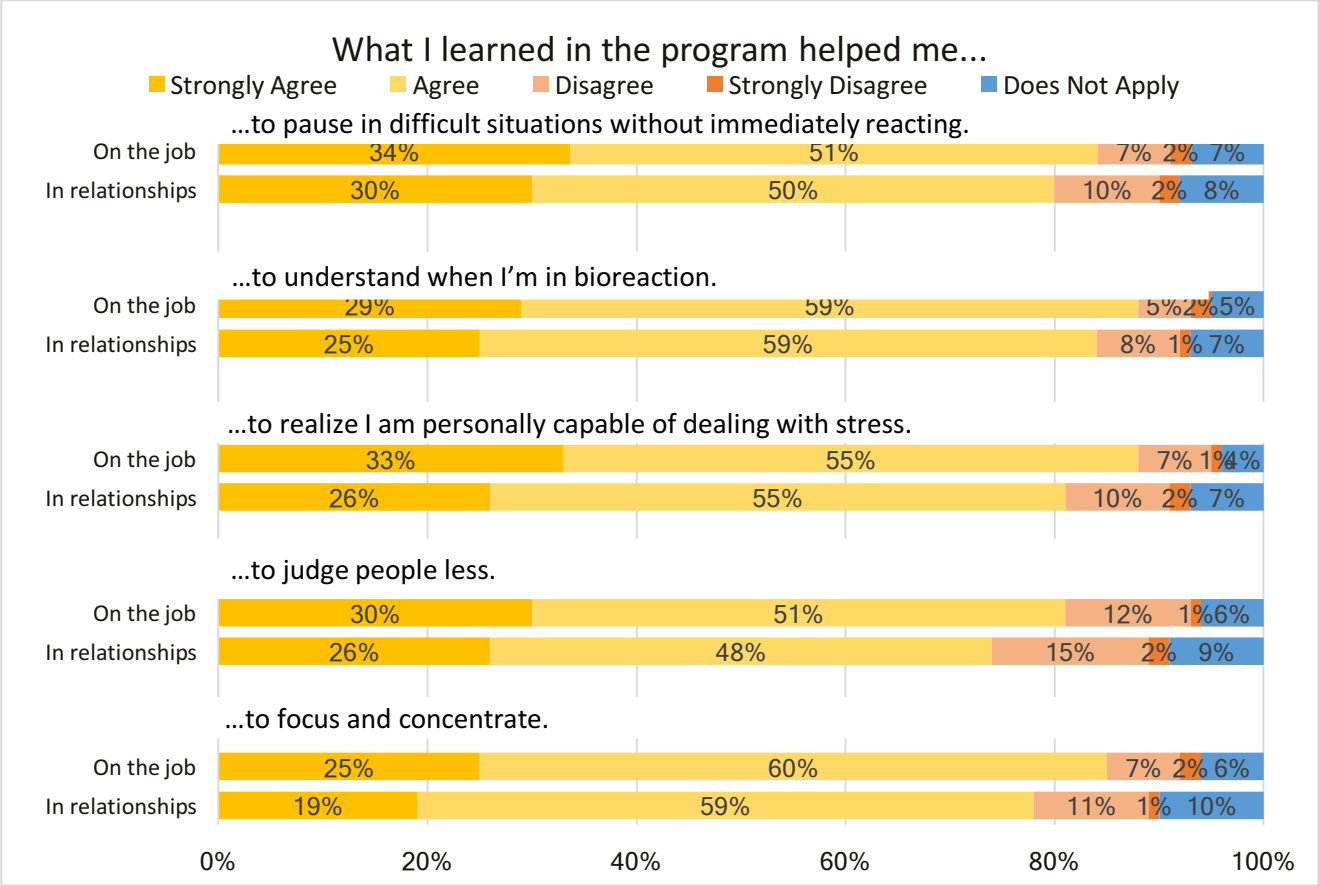 What I learned in the program helped me...
Strongly Agree Agree Disagree Strongly Disagree Does Not Apply
...to pause in difficult situations without immediately reacting.
On the job 34% 51% 7% 2% 7%
In relationships 30% 50% 10% 2% 8%
...to understand when I’m in bioreaction.
On the job 29% 59% 5% 2% 5%
In relationships 25% 59% 8% 1% 7%
...to realize I am personally capable of dealing with stress.
On the job 33% 55% 7% 1% 4%
In relationships 26% 55% 10% 2% 7%
...to judge people less.
On the job 30% 51% 12% 1% 6%
In relationships 26% 48% 15% 2% 9%
...to focus and concentrate.
On the job 25% 60% 7% 2% 6%
In relationships 19% 59% 11% 1% 10%
0% 20% 40% 60% 80% 100%